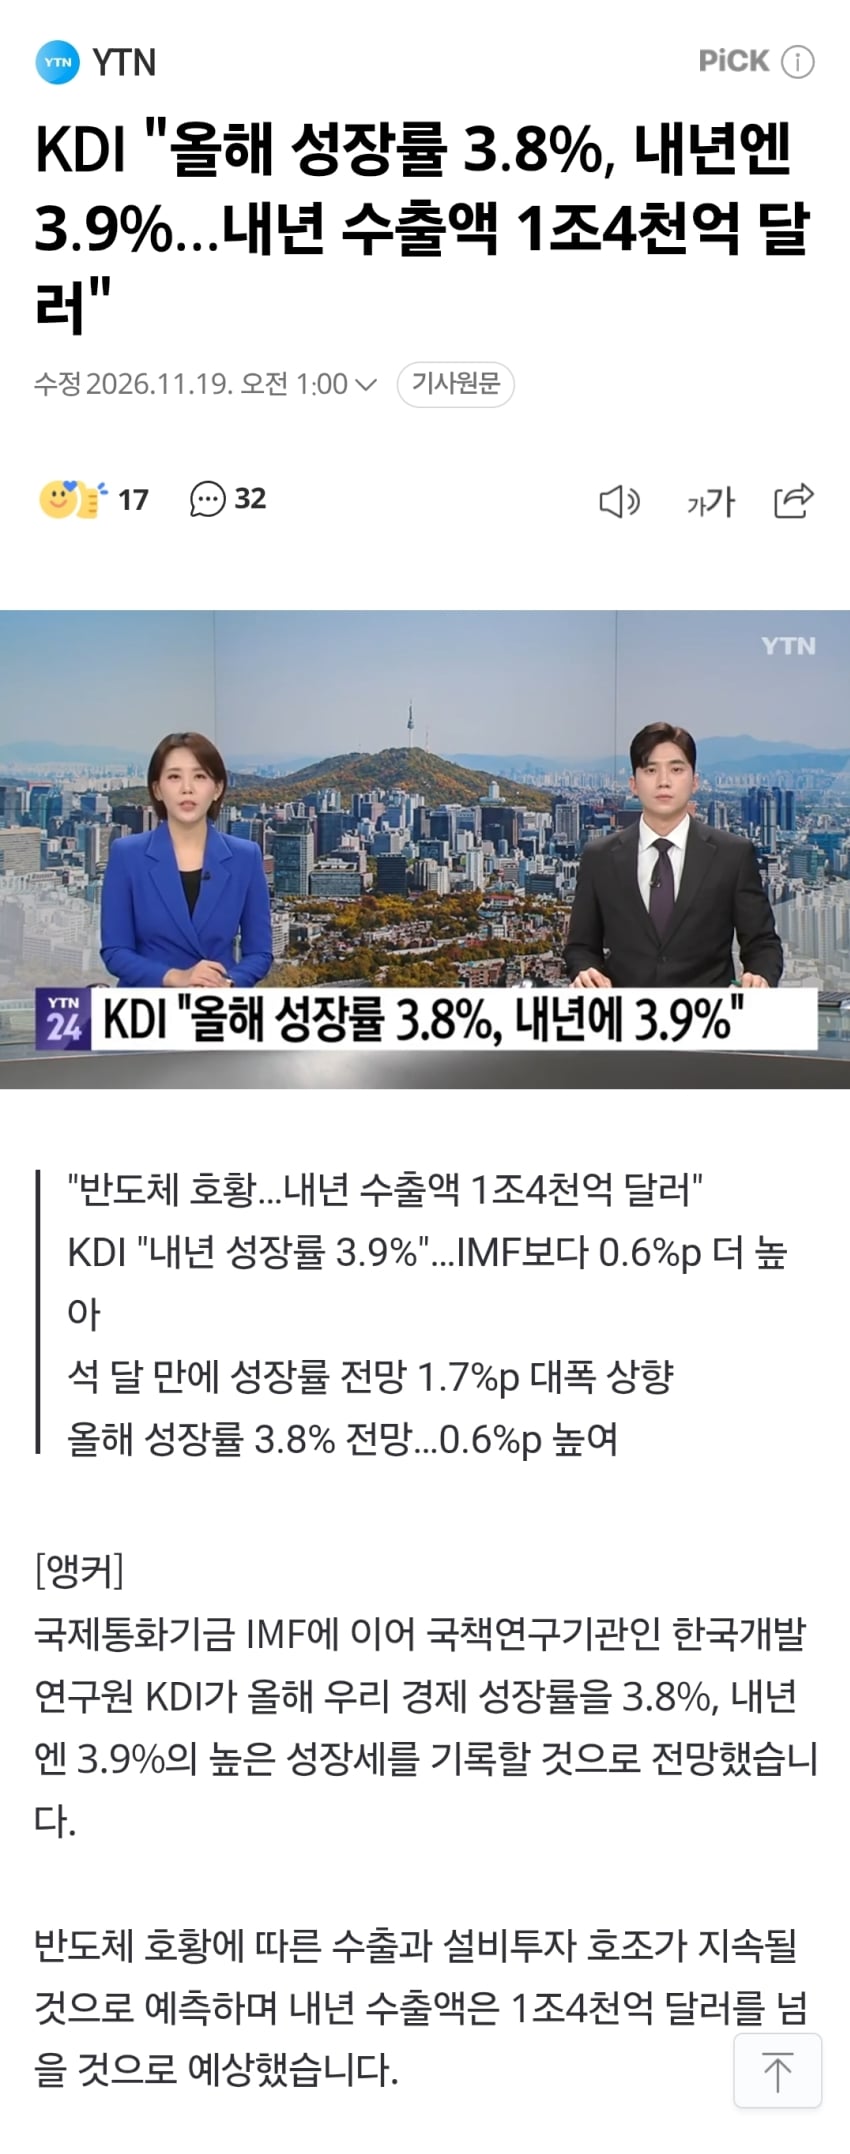 YTN YTN
PiCK
KDI "올해 성장률 3.8%, 내년엔
3.9%...내년 수출액 1조4천억 달
러"
수정 2026.11.19. 오전 1:00
기사원문
17
32
가가
YTN
YTN
24
KDI "올해 성장률 3.8%, 내년에 3.9%"
"반도체 호황...내년 수출액 1조4천억 달러"
KDI "내년 성장률 3.9%"...IMF보다 0.6%p 더 높
아
석 달 만에 성장률 전망 1.7%p 대폭 상향
올해 성장률 3.8% 전망...0.6%p 높여
[앵커]
국제통화기금 IMF에 이어 국책연구기관인 한국개발
연구원 KDI가 올해 우리 경제 성장률을 3.8%, 내년
엔 3.9%의 높은 성장세를 기록할 것으로 전망했습니
다.
반도체 호황에 따른 수출과 설비투자 호조가 지속될
것으로 예측하며 내년 수출액은 1조4천억 달러를 넘
을 것으로 예상했습니다.